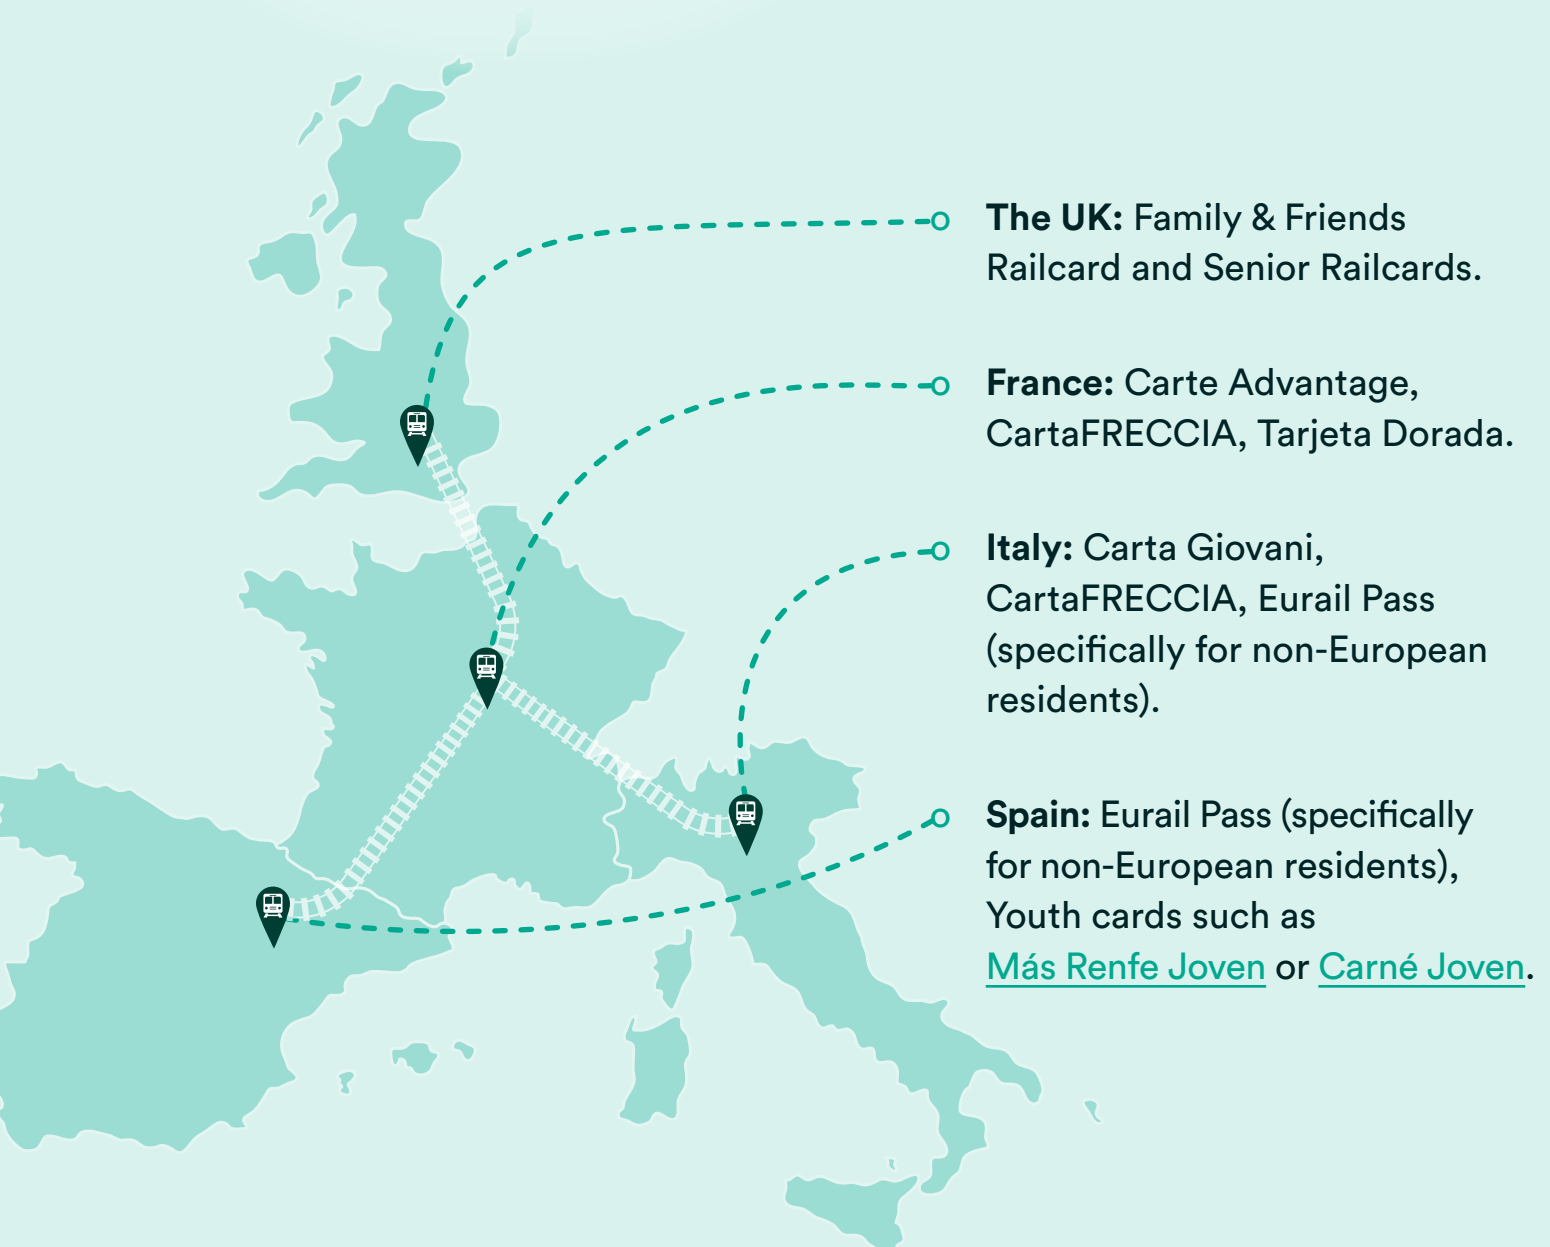 The UK: Family & Friends
Railcard and Senior Railcards.
France: Carte Advantage,
CartaFRECCIA, Tarjeta Dorada.
Italy: Carta Giovani,
CartaFRECCIA, Eurail Pass
(specifically for non-European
residents).
Spain: Eurail Pass (specifically
for non-European residents),
Youth cards such as
Más Renfe Joven or Carné Joven.